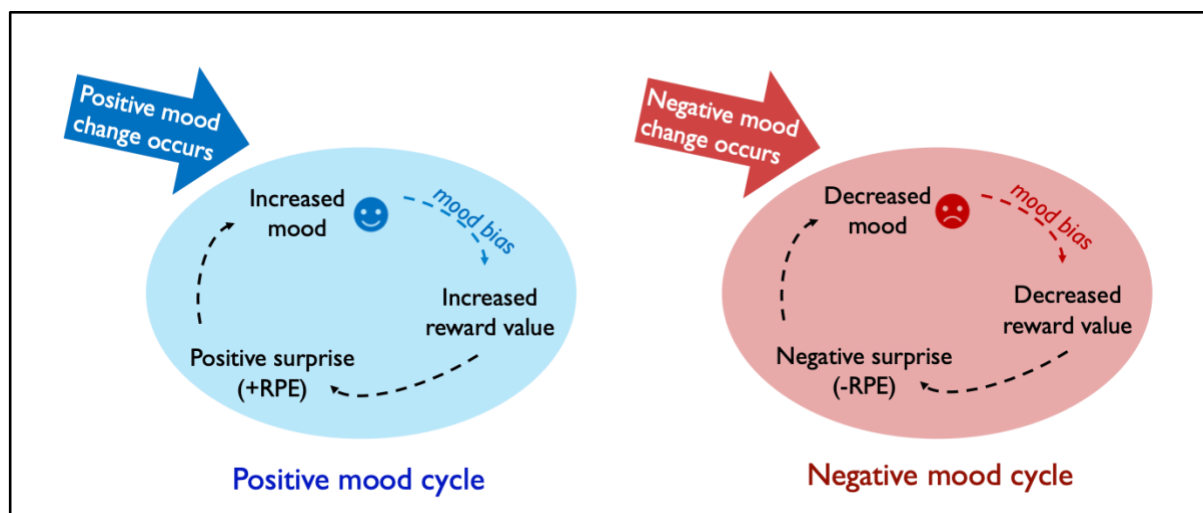 Positive mood
change occurs
Increased
mood
mood bias
Increased
reward value
Positive surprise
(+RPE)
Positive mood cycle
Negative mood
change occurs
Decreased
mood
mood bias
Decreased
reward value
Negative surprise
(-RPE)
Negative mood cycle